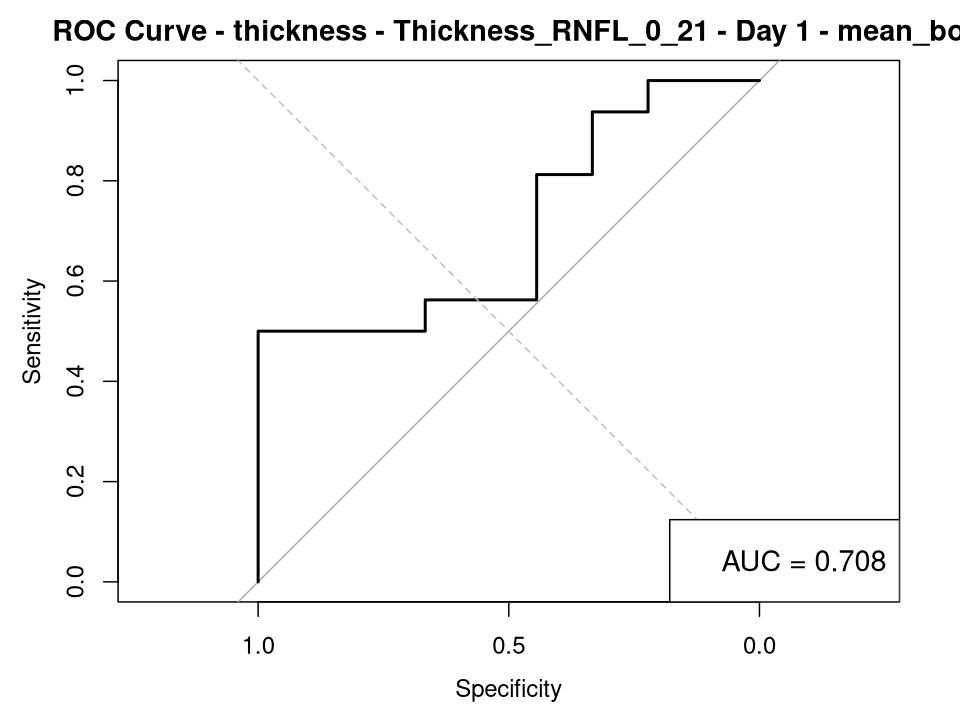 ROC Curve - thickness - Thickness_RNFL_0_21 - Day 1 - mean_bo
1.0
0.8
0.6
0.4
0.2
0.0
Sensitivity
AUC = 0.708
1.0 0.5 0.0
Specificity